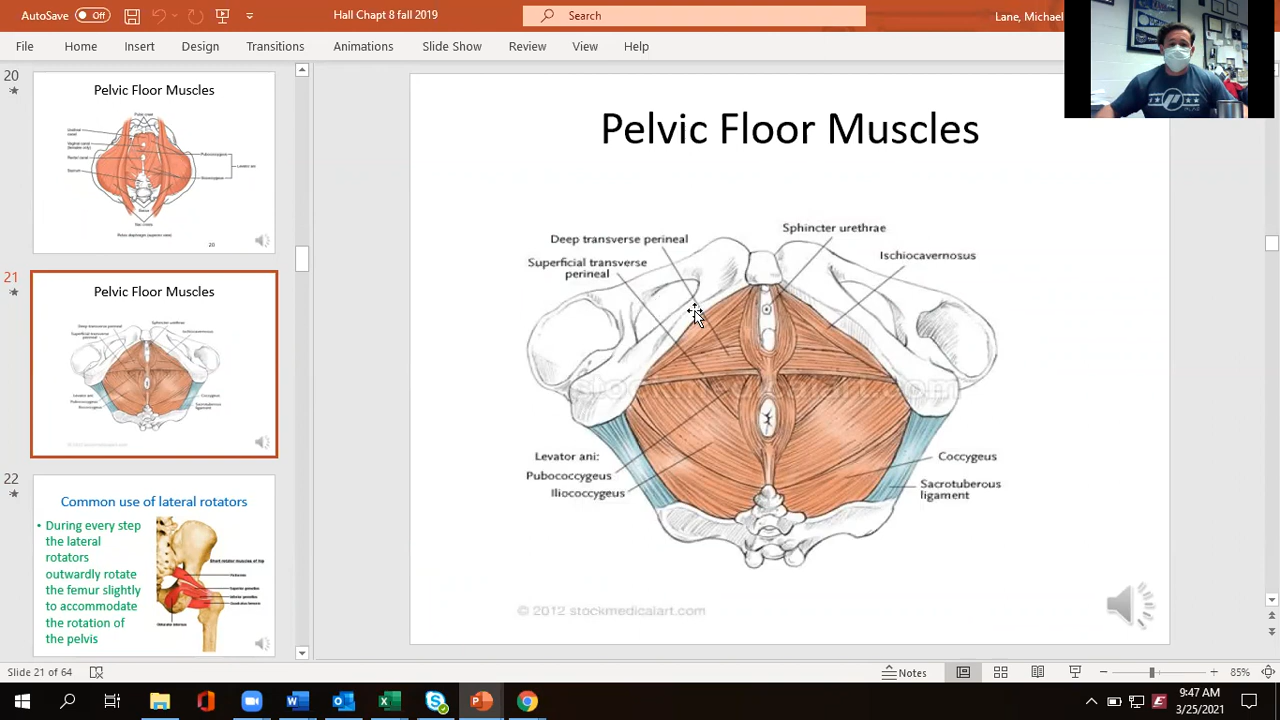 AutoSave Off
Hall Chapt 8 fall 2019
Search
Lane, Michael
File Home Insert Design Transitions Animations Slide Show Review View Help
20
Pelvic Floor Muscles
20
21
Pelvic Floor Muscles
22
Common use of lateral rotators
• During every step
the lateral
rotators
outwardly rotate
the femur slightly
to accommodate
the rotation of
the pelvis
Pelvic Floor Muscles
Deep transverse perineal
Superficial transverse
perineal
Sphincter urethrae
Ischiocavernosus
Levator ani:
Pubococcygeus
Iliococcygeus
Coccygeus
Sacrotuberous
ligament
© 2012 stockmedicalart.com
Slide 21 of 64
Notes
85%
9:47 AM
3/25/2021